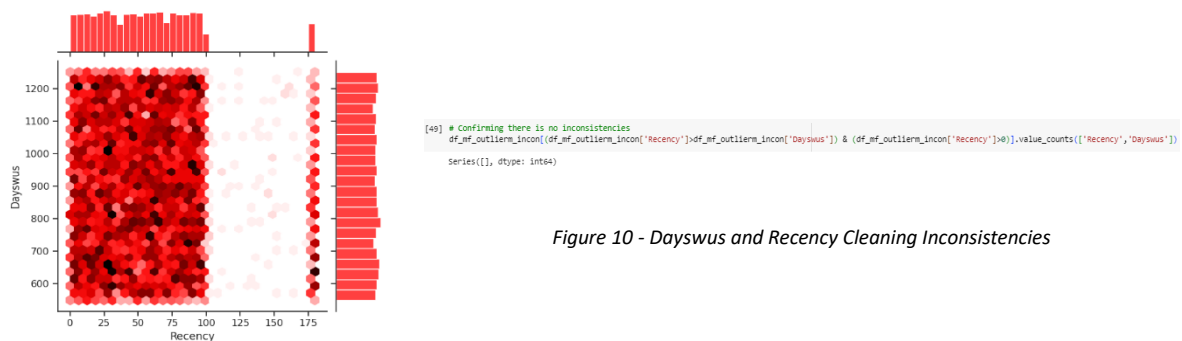 1200
1100
1000
900
800
700
600
Dayswus
0 25 50 75 100 125 150 175
Recency
[49] # Confirming there is no inconsistencies
df_mf_outlierm_incon[(df_mf_outlierm_incon['Recency']>df_mf_outlierm_incon['Dayswus']) & (df_mf_outlierm_incon['Recency']>0)].value_counts(['Recency','Dayswus'])
Series([], dtype: int64)
Figure 10 - Dayswus and Recency Cleaning Inconsistencies